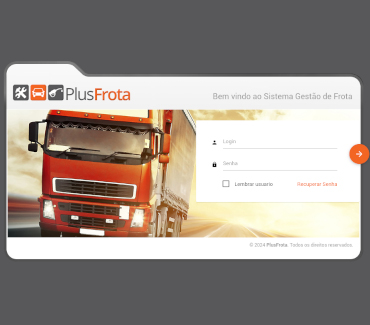 PlusFrota
Bem vindo ao Sistema Gestão de Frota
Login
Senha
Lembrar usuario
Recuperar Senha
© 2024 PlusFrota. Todos os direitos reservados.